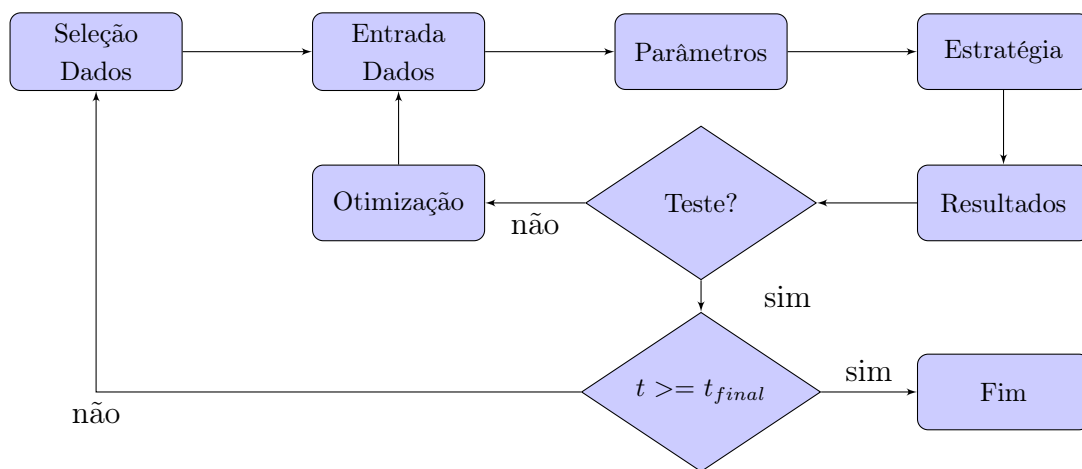 Seleção
Dados
Entrada
Dados
Parâmetros
Estratégia
Otimização
não
Teste?
Resultados
sim
não
t >= t_final
sim
Fim